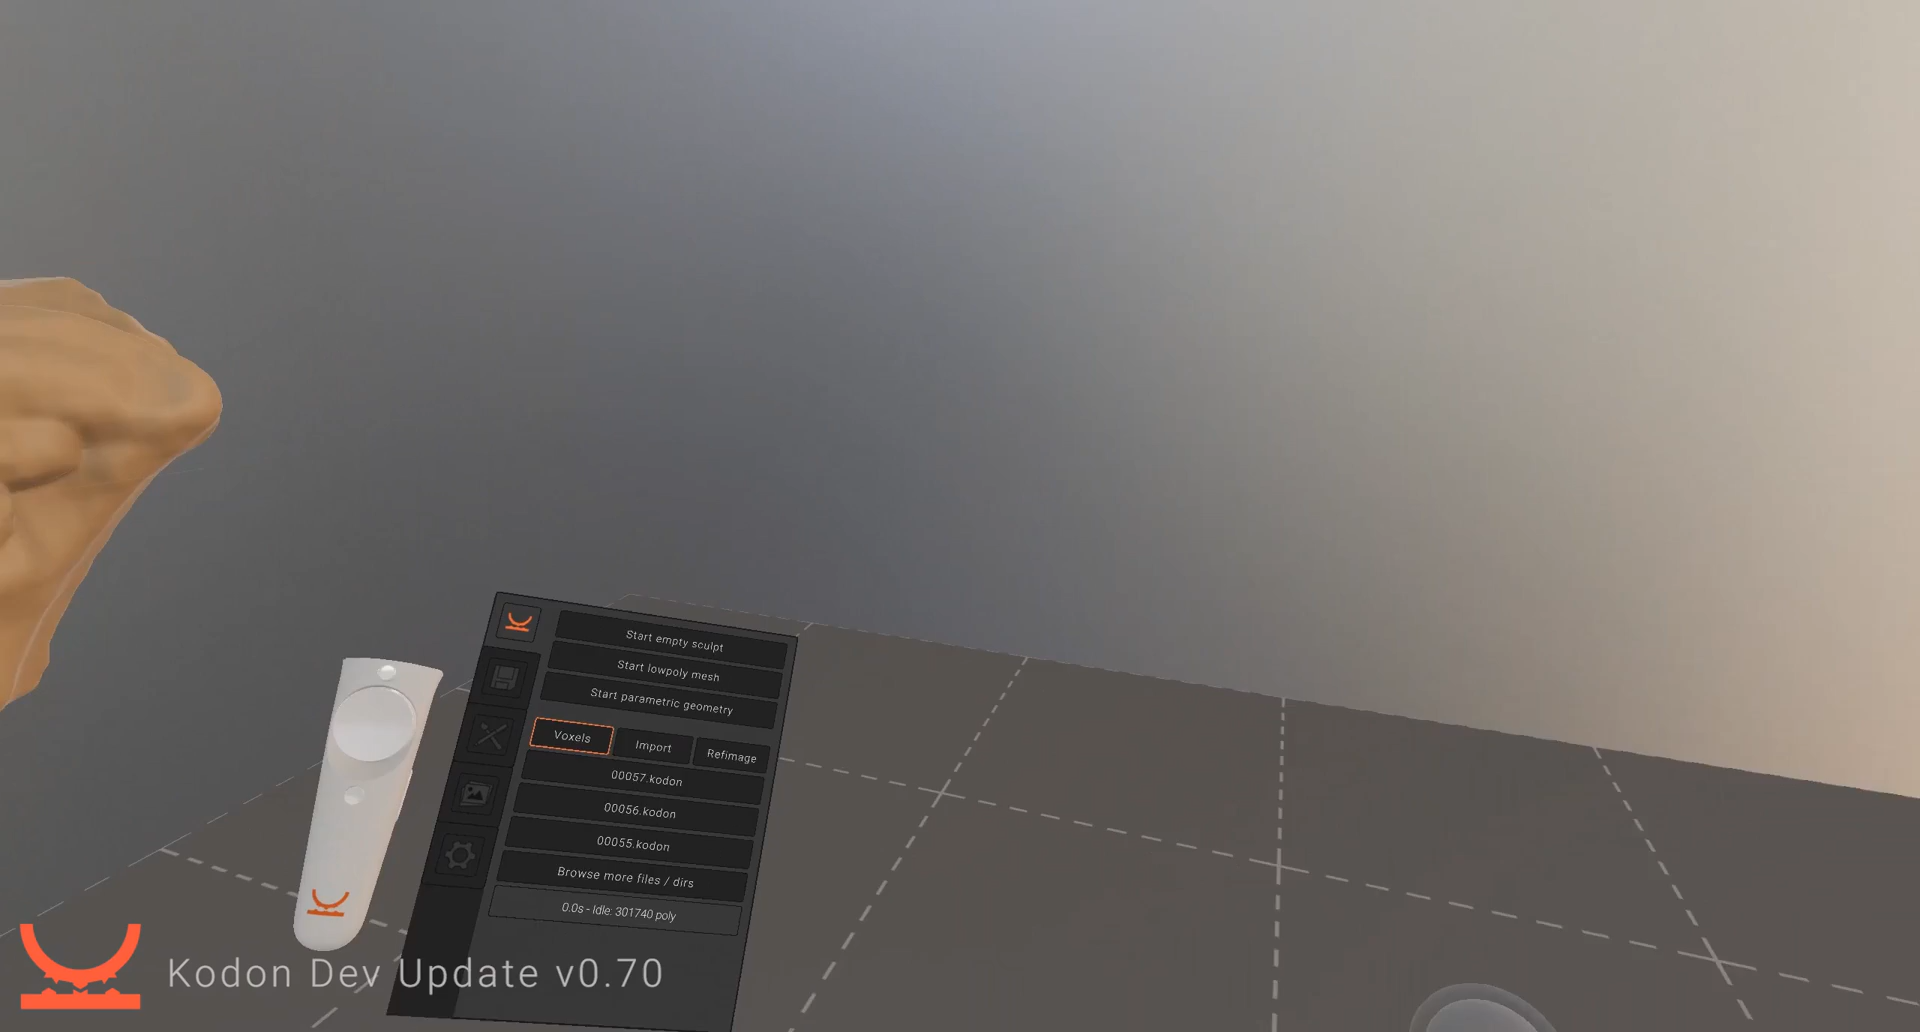 Start empty sculpt
Start lowpoly mesh
Start parametric geometry
Voxels Import Refimage
00057.kodon
00056.kodon
00055.kodon
Browse more files / dirs
0.0s - Idle: 301740 poly
Kodon Dev Update v0.70